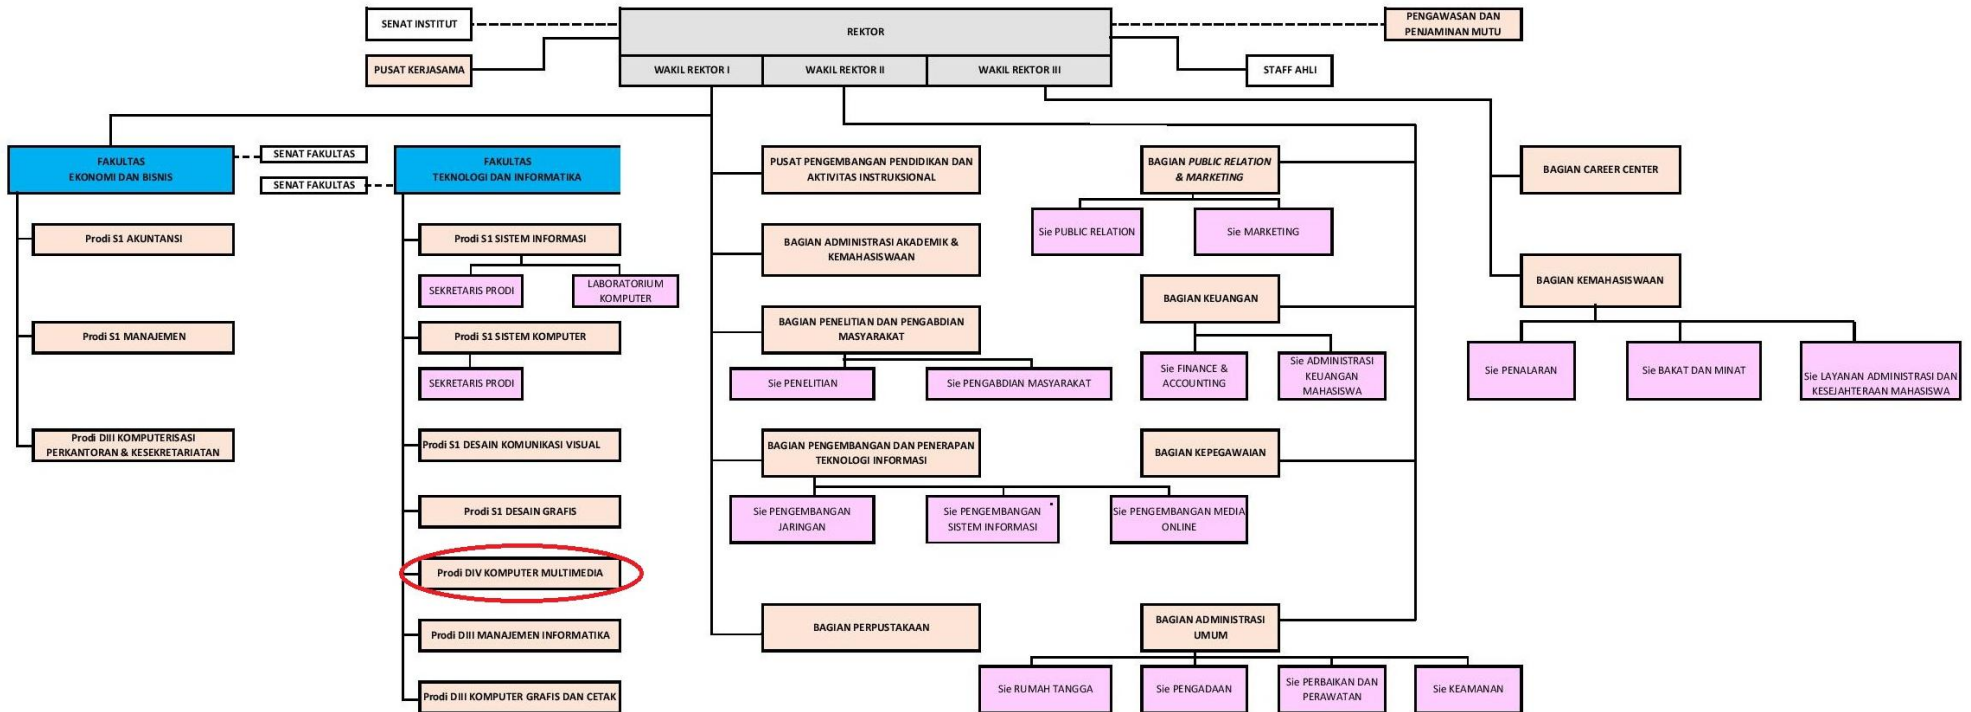 SENAT INSTITUT
REKTOR
PENGAWASAN DAN
PENJAMINAN MUTU
PUSAT KERJASAMA
WAKIL REKTOR I
WAKIL REKTOR II
WAKIL REKTOR III
STAFF AHLI
FAKULTAS
EKONOMI DAN BISNIS
SENAT FAKULTAS
SENAT FAKULTAS
FAKULTAS
TEKNOLOGI DAN INFORMATIKA
PUSAT PENGEMBANGAN PENDIDIKAN DAN
AKTIVITAS INSTRUKSIONAL
BAGIAN PUBLIC RELATION
& MARKETING
BAGIAN CAREER CENTER
Prodi S1 AKUNTANSI
Prodi S1 SISTEM INFORMASI
BAGIAN ADMINISTRASI AKADEMIK &
KEMAHASISWAAN
Sie PUBLIC RELATION
Sie MARKETING
SEKRETARIS PRODI
LABORATORIUM
KOMPUTER
BAGIAN KEUANGAN
BAGIAN KEMAHASISWAAN
Prodi S1 MANAJEMEN
Prodi S1 SISTEM KOMPUTER
BAGIAN PENELITIAN DAN PENGABDIAN
MASYARAKAT
SEKRETARIS PRODI
Sie PENELITIAN
Sie PENGABDIAN MASYARAKAT
Sie FINANCE &
ACCOUNTING
Sie ADMINISTRASI
KEUANGAN
MAHASISWA
Sie PENALARAN
Sie BAKAT DAN MINAT
Sie LAYANAN ADMINISTRASI DAN
KESEJAHTERAAN MAHASISWA
Prodi DIII KOMPUTERISASI
PERKANTORAN & KESEKRETARIATAN
Prodi S1 DESAIN KOMUNIKASI VISUAL
BAGIAN PENGEMBANGAN DAN PENERAPAN
TEKNOLOGI INFORMASI
BAGIAN KEPEGAWAIAN
Prodi S1 DESAIN GRAFIS
Sie PENGEMBANGAN
JARINGAN
Sie PENGEMBANGAN
SISTEM INFORMASI
Sie PENGEMBANGAN MEDIA
ONLINE
Prodi DIV KOMPUTER MULTIMEDIA
Prodi DIII MANAJEMEN INFORMATIKA
BAGIAN PERPUSTAKAAN
BAGIAN ADMINISTRASI
UMUM
Prodi DIII KOMPUTER GRAFIS DAN CETAK
Sie RUMAH TANGGA
Sie PENGADAAN
Sie PERBAIKAN DAN
PERAWATAN
Sie KEAMANAN